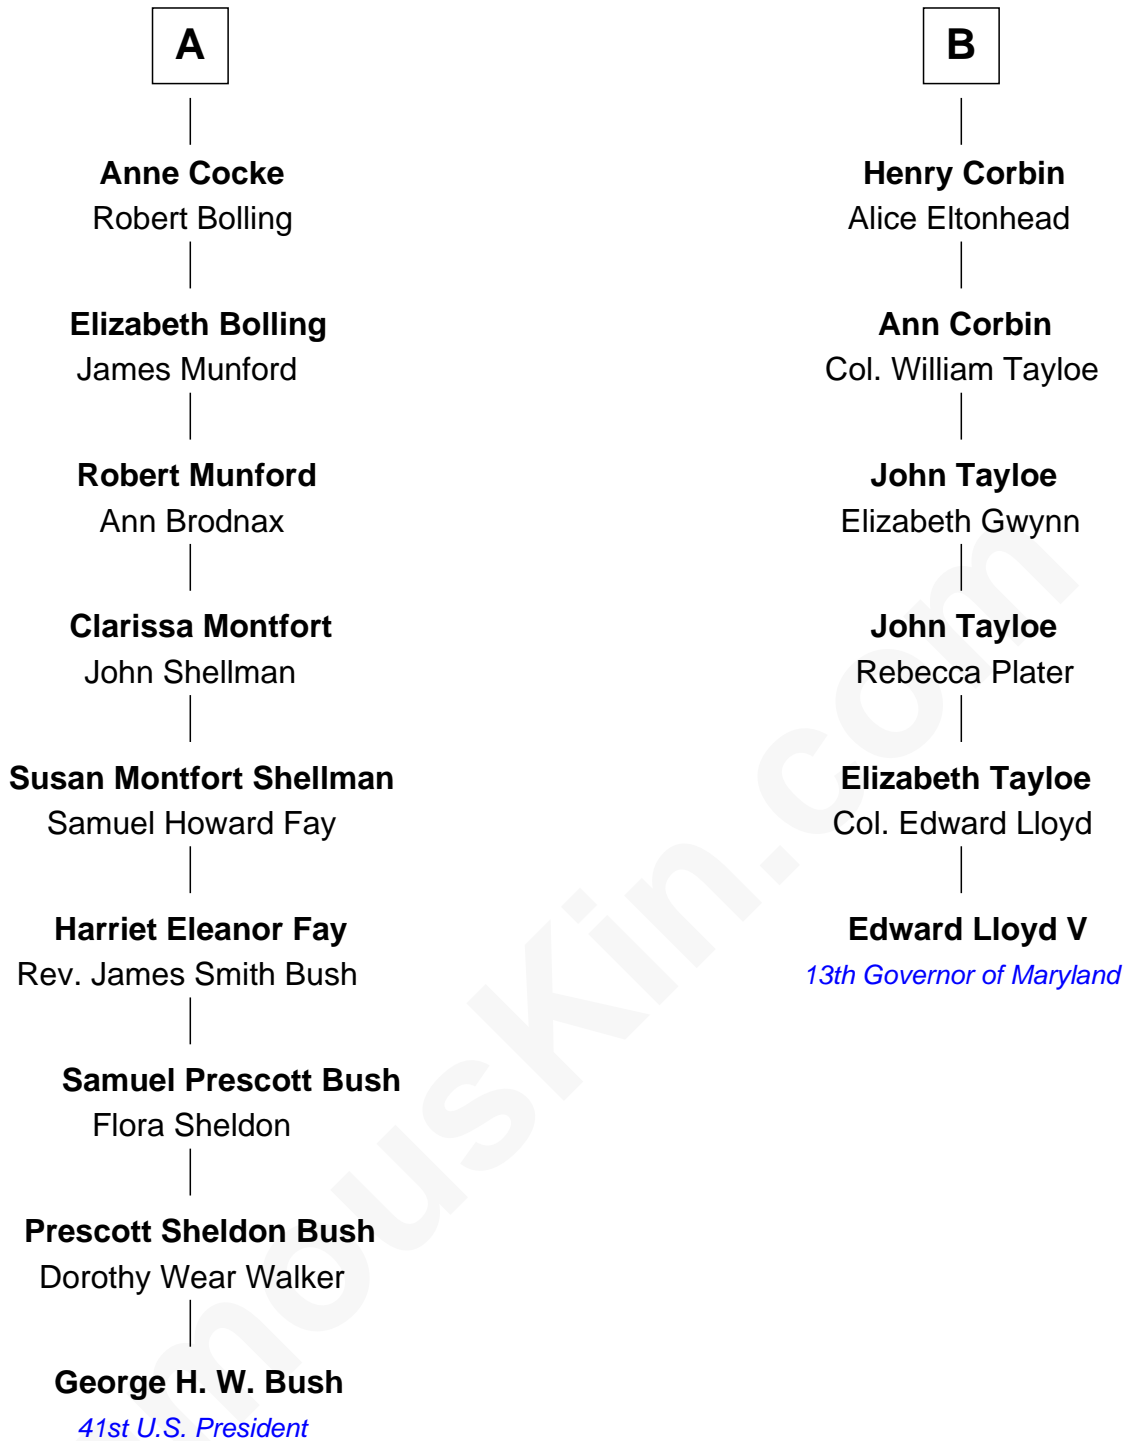 A
Anne Cocke
Robert Bolling
Elizabeth Bolling
James Munford
Robert Munford
Ann Brodnax
Clarissa Montfort
John Shellman
Susan Montfort Shellman
Samuel Howard Fay
Harriet Eleanor Fay
Rev. James Smith Bush
Samuel Prescott Bush
Flora Sheldon
Prescott Sheldon Bush
Dorothy Wear Walker
George H. W. Bush
41st U.S. President
B
Henry Corbin
Alice Eltonhead
Ann Corbin
Col. William Tayloe
John Tayloe
Elizabeth Gwynn
John Tayloe
Rebecca Plater
Elizabeth Tayloe
Col. Edward Lloyd
Edward Lloyd V
13th Governor of Maryland
mousKin.com